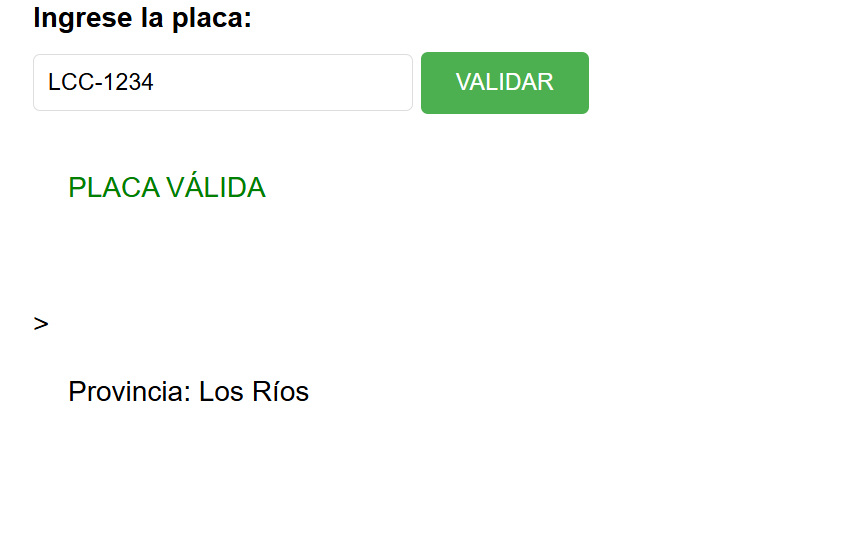 Ingrese la placa:
LCC-1234 VALIDAR
PLACA VÁLIDA
>
Provincia: Los Ríos